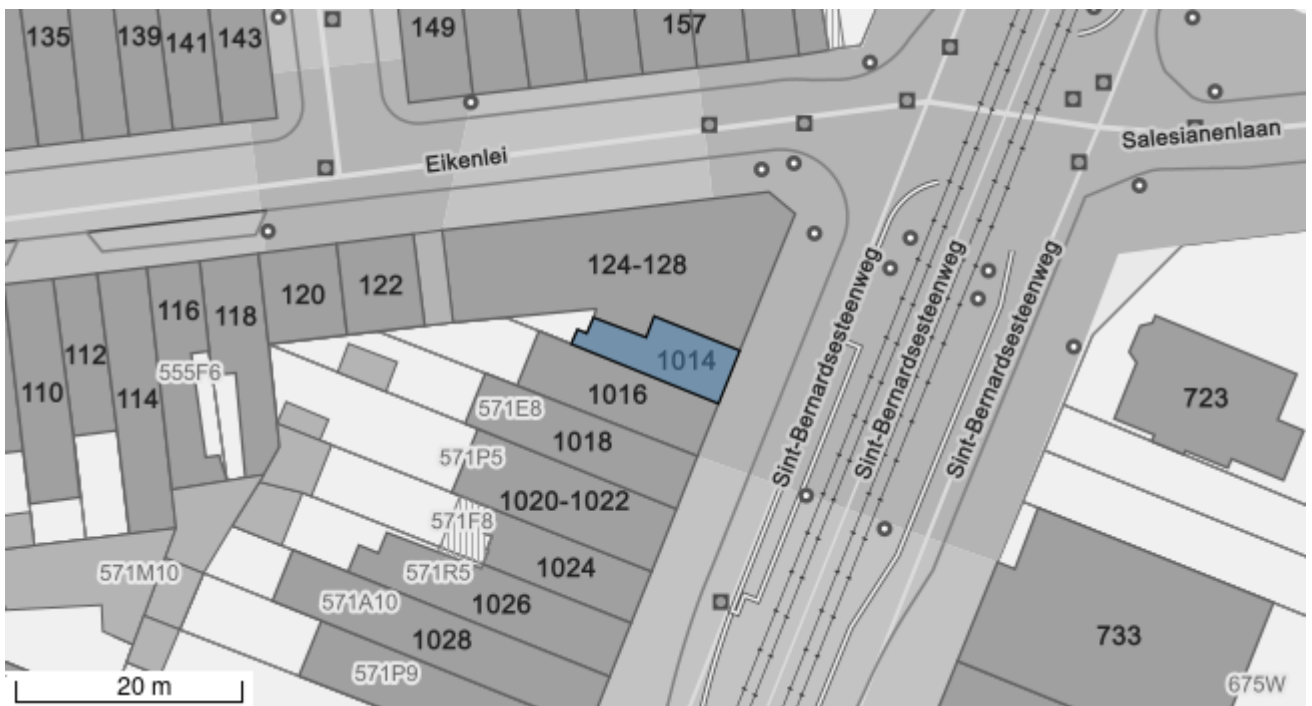 135
139
141
143
149
157
Eikenlei
Salesianenlaan
124-128
Sint-Bernardsesteenweg
Sint-Bernardsesteenweg
Sint-Bernardsesteenweg
116
118
120
122
110
112
114
555F6
1014
1016
571E8
1018
571P5
1020-1022
571F8
1024
571R5
1026
571M10
571A10
1028
571P9
723
733
675W
20 m